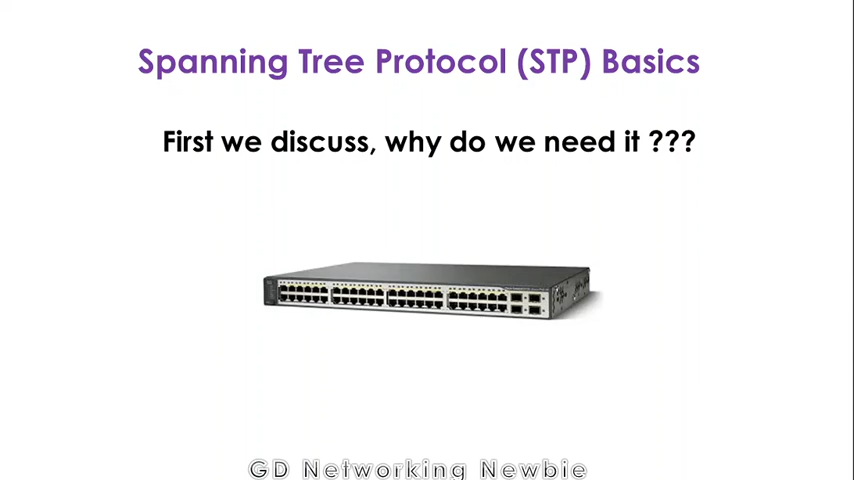 Spanning Tree Protocol (STP) Basics
First we discuss, why do we need it ???
GD Networking Newbie